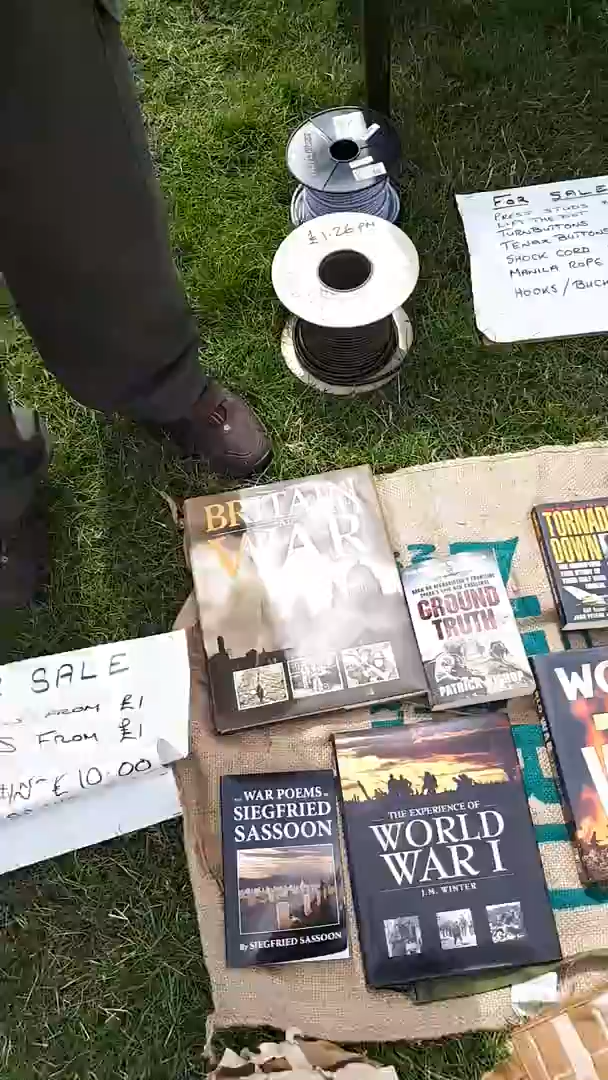 £1.26 PM
FOR SALE
PRESS STUDS
LIFT THE DOT
TURNBUTTONS
TENAX BUTTONS
SHOCK CORD
MANILA ROPE
HOOKS / BUCK
BRITAIN
WAR
GROUND
TRUTH
PATRICK
TORNADO
DOWN
SALE
FROM £1
S FROM £1
£10.00
WO
W
WAR POEMS
SIEGFRIED
SASSOON
By SIEGFRIED SASSOON
THE EXPERIENCE OF
WORLD
WAR I
J.M. WINTER